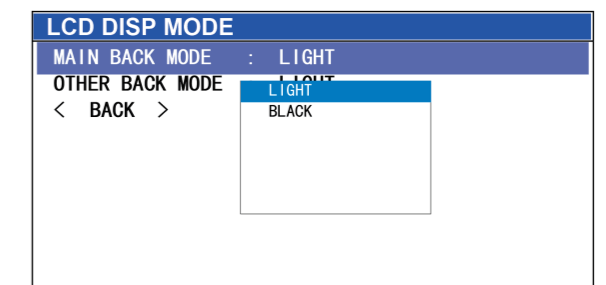 LCD DISP MODE
MAIN BACK MODE : LIGHT
OTHER BACK MODE
LIGHT
BLACK
< BACK >